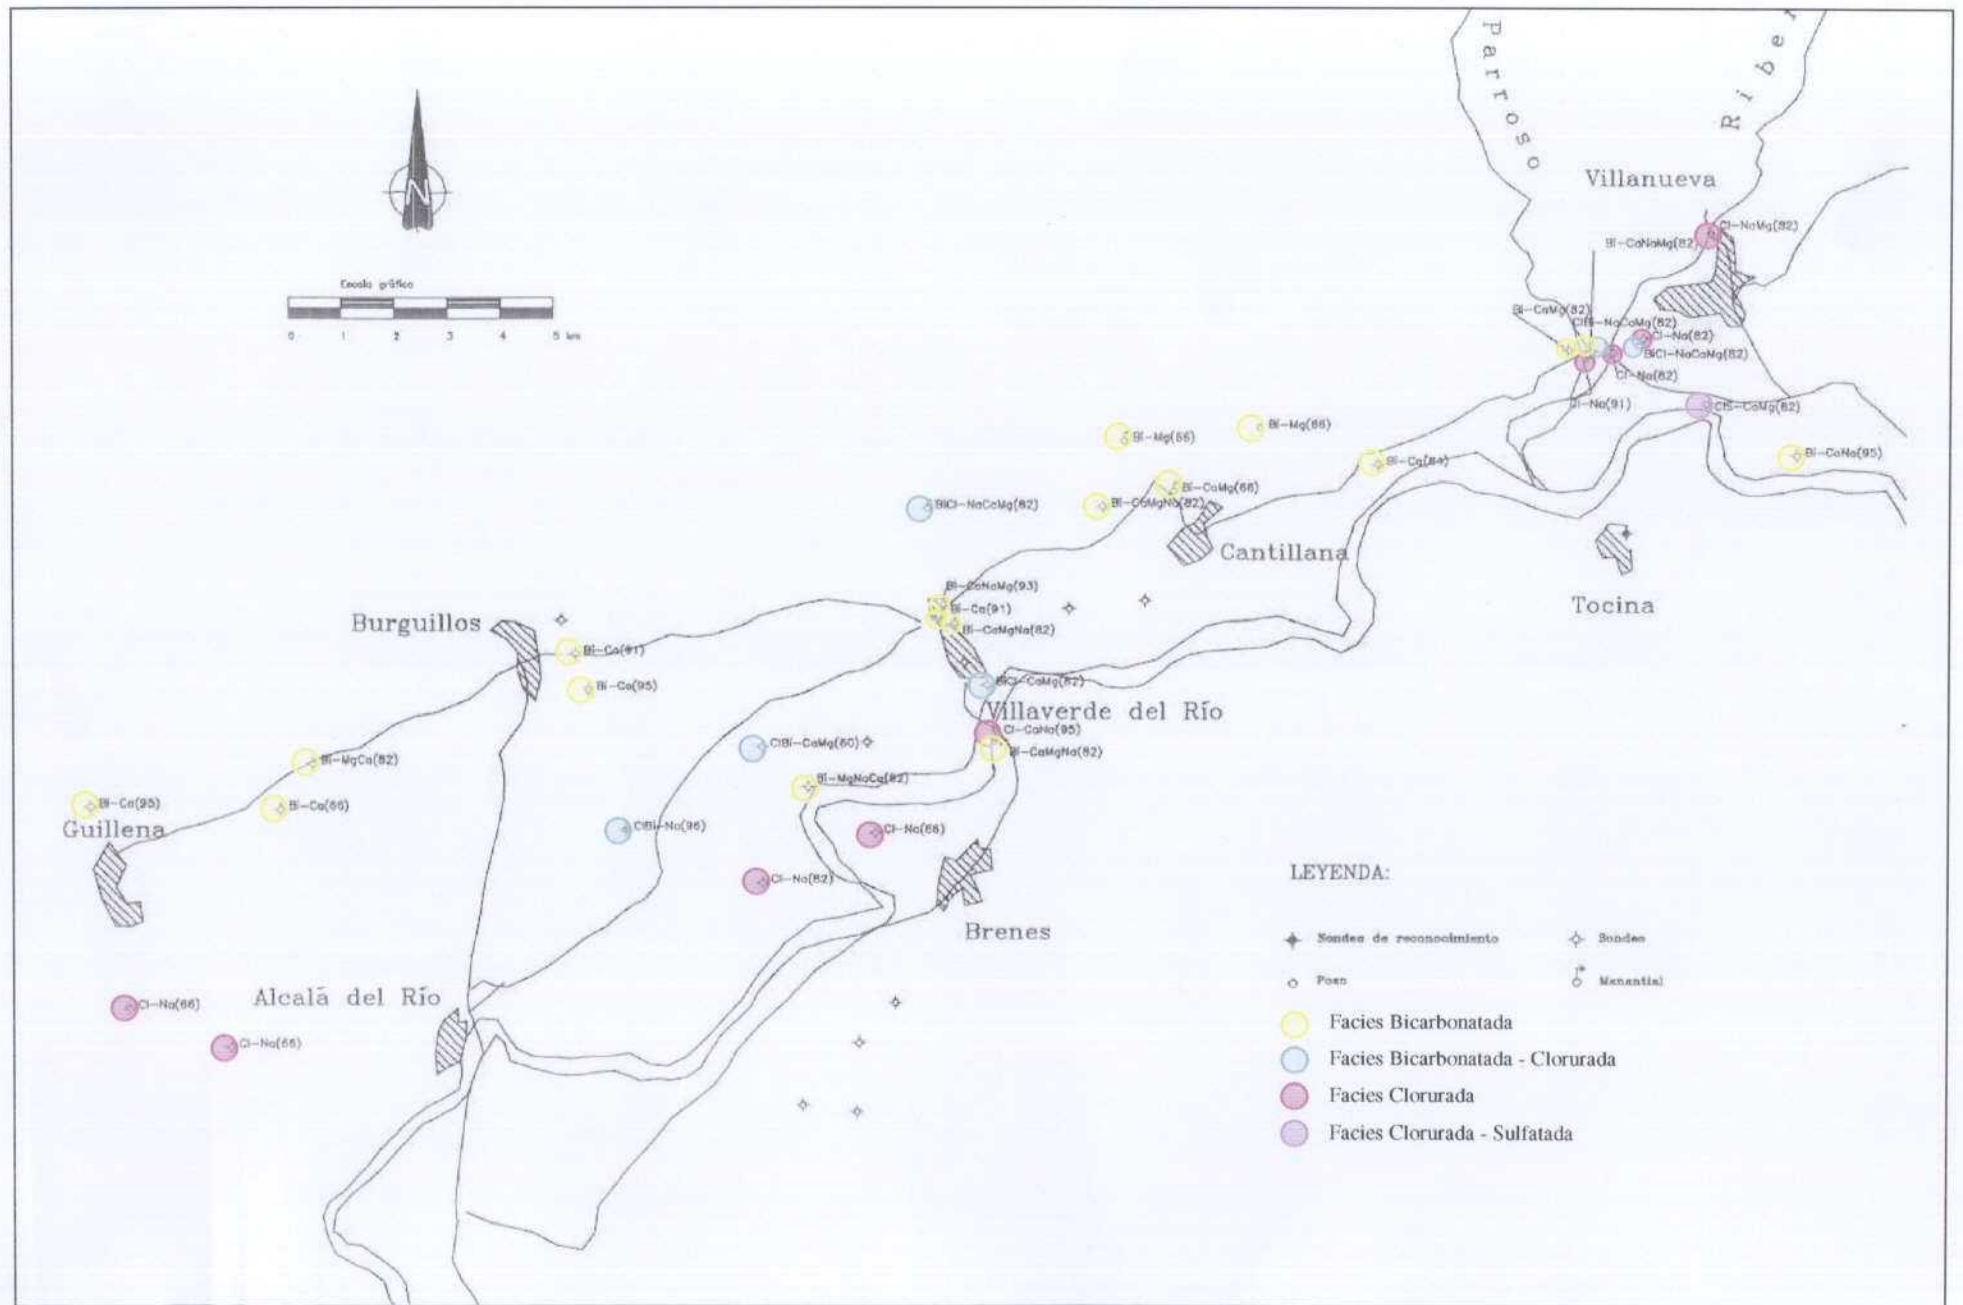 Parroso
Riber
Villanueva
N
Escala gráfica
0 1 2 3 4 5 km
Cl-NaMg(82)
Bi-CaNaMg(82)
Bi-CaMg(82)
ClBi-NaCaMg(82)
Cl-Na(82)
BiCl-NaCaMg(82)
Cl-Na(82)
Cl-Na(91)
ClS-CaMg(82)
Bi-Mg(66)
Bi-Mg(66)
Bi-CaNa(95)
Bi-CaMg(66)
BiCl-NaCaMg(82)
Bi-CaMgNa(82)
Cantillana
Tocina
Bi-CaNaMg(93)
Bi-Ca(91)
Bi-CaMgNa(82)
Burguillos
Bi-Ca(91)
Bi-Ca(95)
BiCl-CaMg(82)
Villaverde del Río
Cl-CaNa(95)
ClBi-CaMg(60)
Bi-CaMgNa(82)
Bi-MgCa(82)
Bi-MgNaCa(82)
Bi-Ca(95)
Bi-Ca(66)
Guillena
ClBi-Na(96)
Cl-Na(66)
Cl-Na(82)
Brenes
Alcalá del Río
Cl-Na(66)
Cl-Na(66)
LEYENDA:
Sondeo de reconocimiento
Sondeo
Pozo
Manantial
Facies Bicarbonatada
Facies Bicarbonatada - Clorurada
Facies Clorurada
Facies Clorurada - Sulfatada